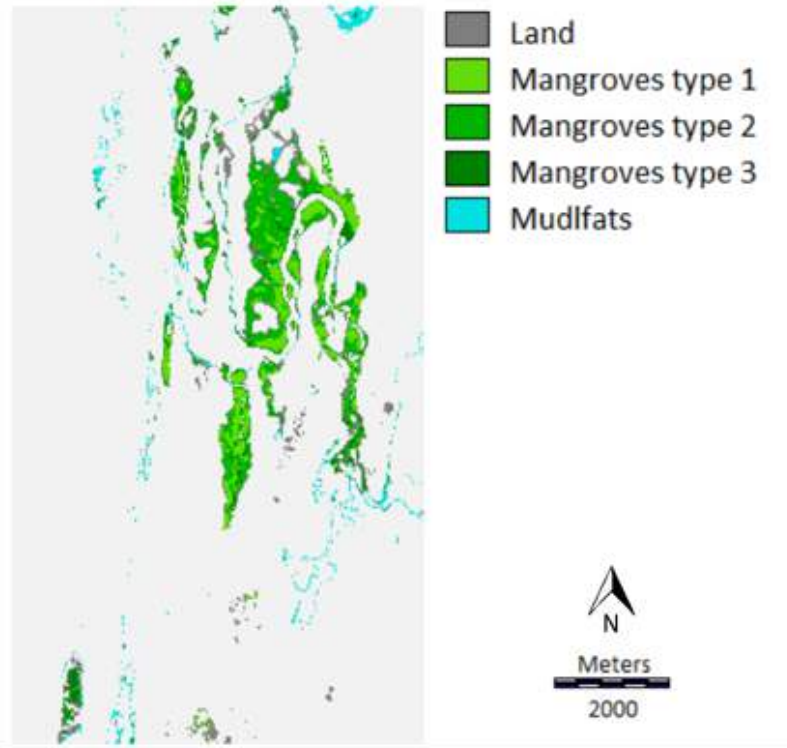 Land
Mangroves type 1
Mangroves type 2
Mangroves type 3
Mudlfats
N
Meters
2000